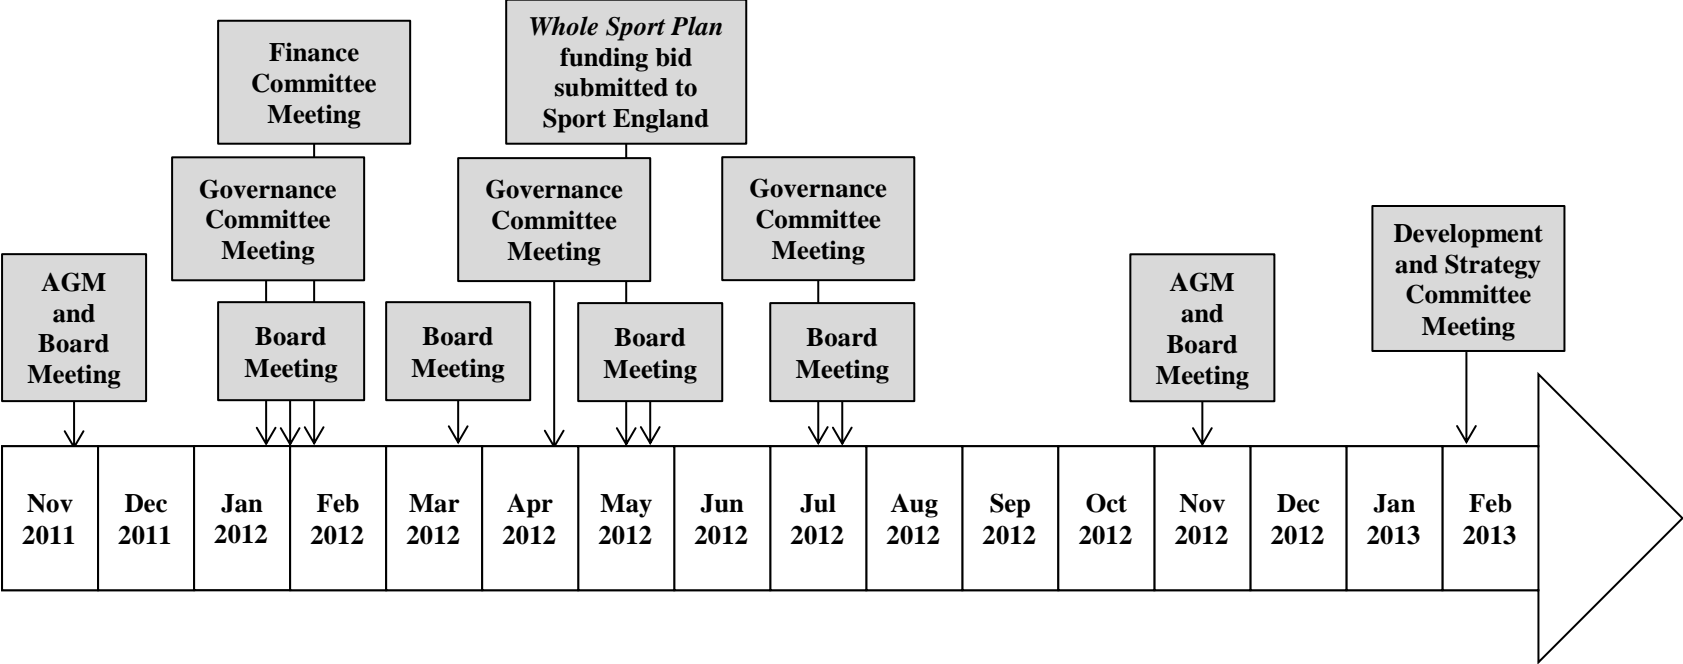 Whole Sport Plan
funding bid
submitted to
Sport England
Finance
Committee
Meeting
Governance
Committee
Meeting
Governance
Committee
Meeting
Governance
Committee
Meeting
Development
and Strategy
Committee
Meeting
AGM
and
Board
Meeting
Board
Meeting
Board
Meeting
Board
Meeting
Board
Meeting
AGM
and
Board
Meeting
Nov
2011
Dec
2011
Jan
2012
Feb
2012
Mar
2012
Apr
2012
May
2012
Jun
2012
Jul
2012
Aug
2012
Sep
2012
Oct
2012
Nov
2012
Dec
2012
Jan
2013
Feb
2013